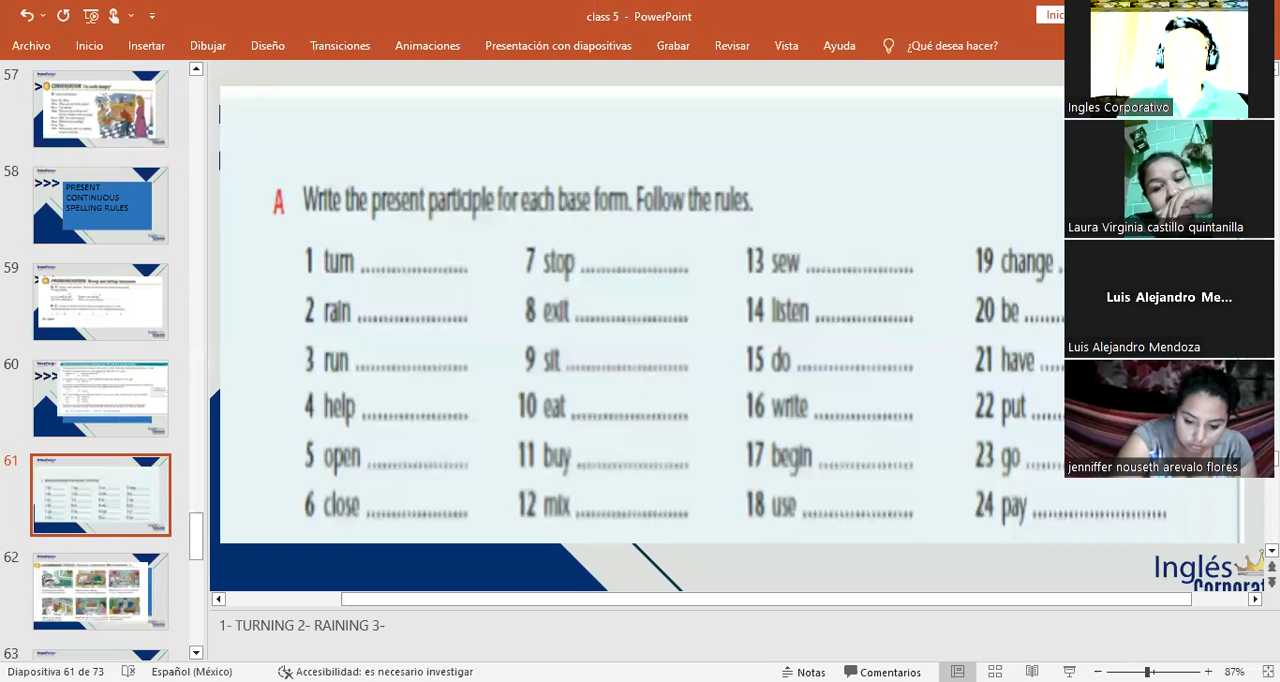 class 5 - PowerPoint
Inic
Archivo Inicio Insertar Dibujar Diseño Transiciones Animaciones Presentación con diapositivas Grabar Revisar Vista Ayuda ¿Qué desea hacer?
57
58
PRESENT
CONTINUOUS
SPELLING RULES
59
60
61
62
63
A Write the present participle for each base form. Follow the rules.
1 turn ....................
2 rain ....................
3 run ....................
4 help ....................
5 open ....................
6 close ....................
7 stop ....................
8 exit ....................
9 sit ....................
10 eat ....................
11 buy ....................
12 mix ....................
13 sew ....................
14 listen ....................
15 do ....................
16 write ....................
17 begin ....................
18 use ....................
19 change .
20 be ......
21 have ....
22 put .....
23 go .....
24 pay ........................
Inglés
Corporat
Ingles Corporativo
Laura Virginia castillo quintanilla
Luis Alejandro Me...
Luis Alejandro Mendoza
jenniffer nouseth arevalo flores
1- TURNING 2- RAINING 3-
Diapositiva 61 de 73 Español (México) Accesibilidad: es necesario investigar Notas Comentarios 87%